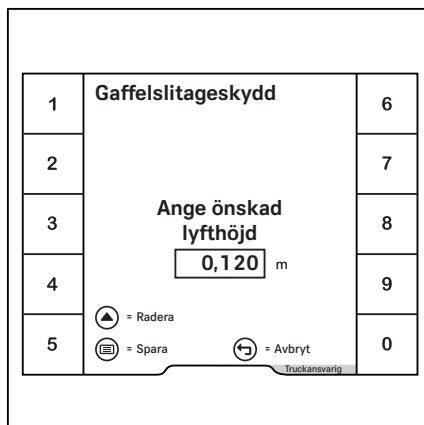 Gaffelslitageskydd
1
6
2
7
3
8
Ange önskad
lyfthöjd
0,120 m
4
9
= Radera
5
= Spara
= Avbryt
0
Truckansvarig